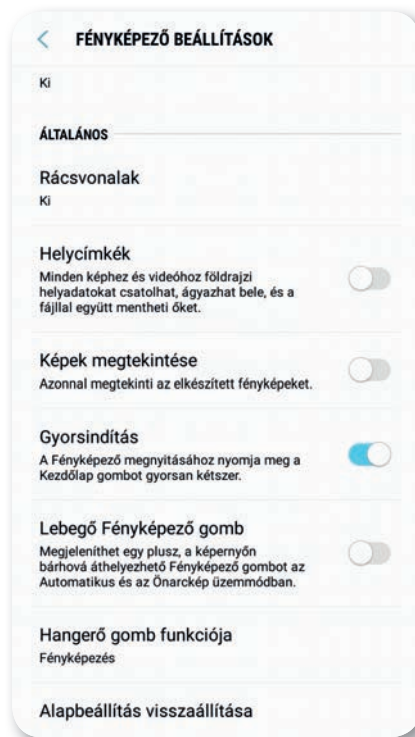 FÉNYKÉPEZŐ BEÁLLÍTÁSOK
Ki
ÁLTALÁNOS
Rácsvonalak
Ki
Helycímkék
Minden képhez és videóhoz földrajzi
helyadatokat csatolhat, ágyazhat bele, és a
fájllal együtt mentheti őket.
Képek megtekintése
Azonnal megtekinti az elkészített fényképeket.
Gyorsindítás
A Fényképező megnyitásához nyomja meg a
Kezdőlap gombot gyorsan kétszer.
Lebegő Fényképező gomb
Megjeleníthet egy plusz, a képernyőn
bárhová áthelyezhető Fényképező gombot az
Automatikus és az Önarckép üzemmódban.
Hangerő gomb funkciója
Fényképezés
Alapbeállítás visszaállítása